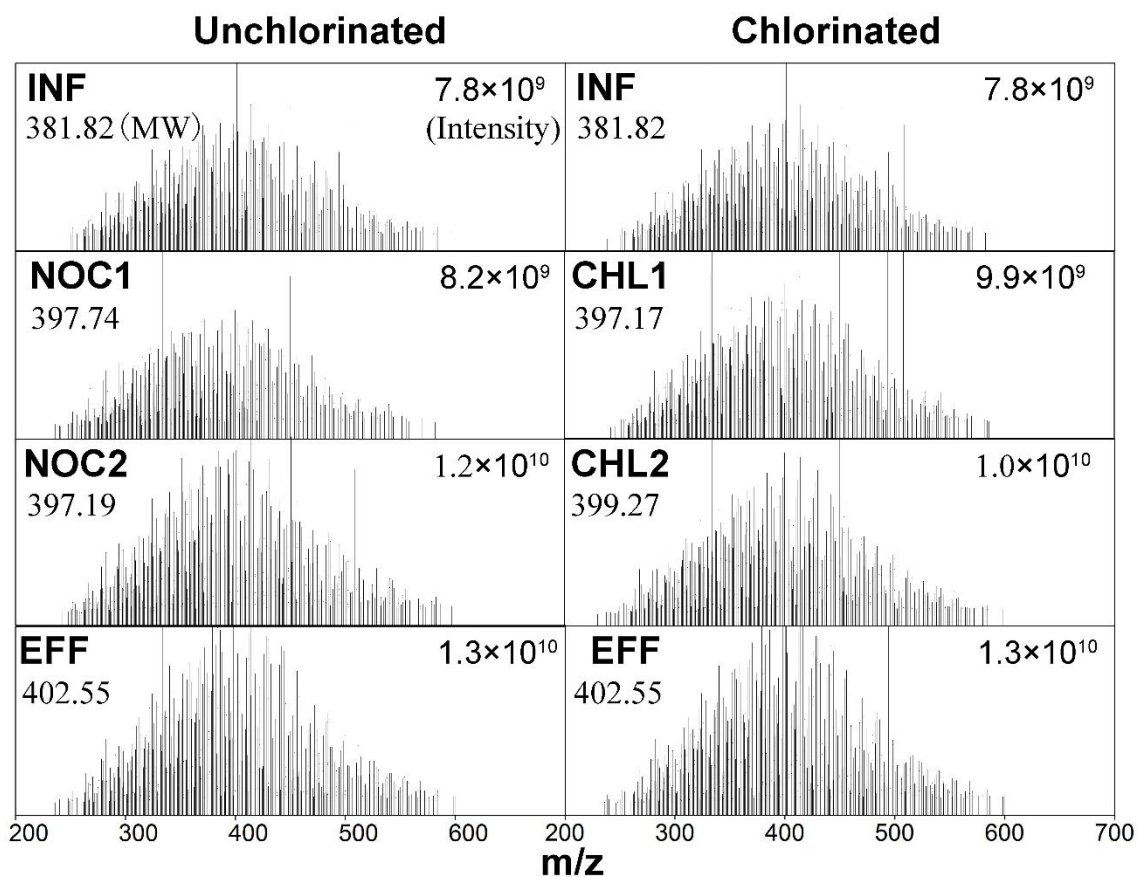 Unchlorinated
Chlorinated
INF
7.8×10⁹
381.82 (MW)
(Intensity)
INF
7.8×10⁹
381.82
NOC1
8.2×10⁹
397.74
CHL1
9.9×10⁹
397.17
NOC2
1.2×10¹⁰
397.19
CHL2
1.0×10¹⁰
399.27
EFF
1.3×10¹⁰
402.55
EFF
1.3×10¹⁰
402.55
200 300 400 500 600 200 300 400 500 600 700
m/z